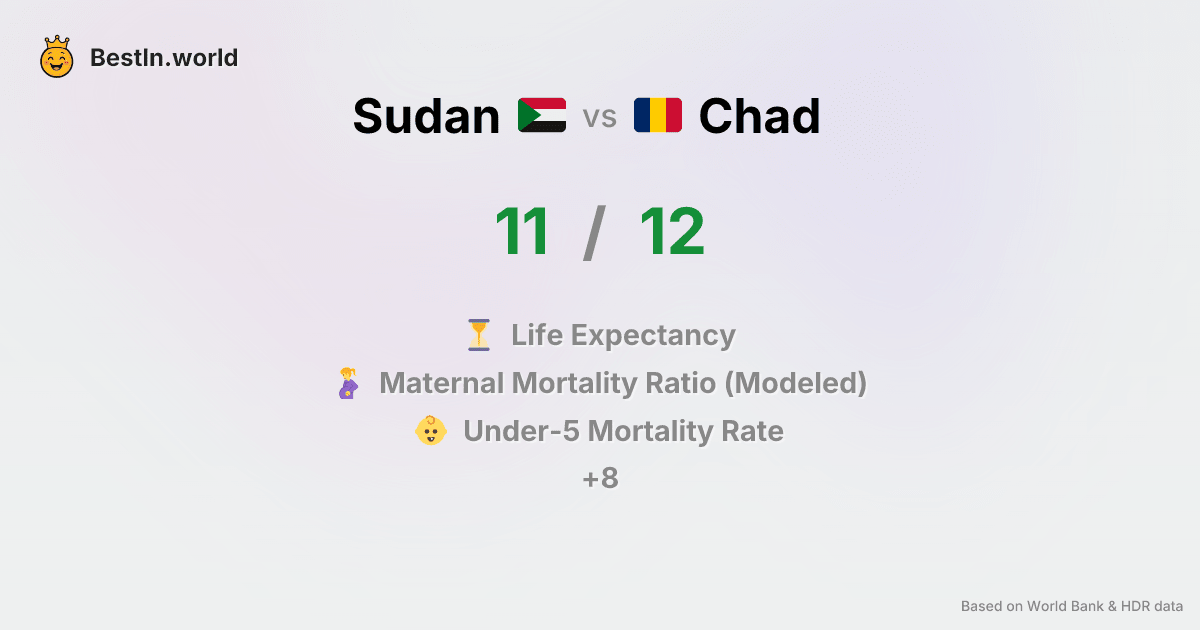 BestIn.world
Sudan vs Chad
11 / 12
Life Expectancy
Maternal Mortality Ratio (Modeled)
Under-5 Mortality Rate
+8
Based on World Bank & HDR data